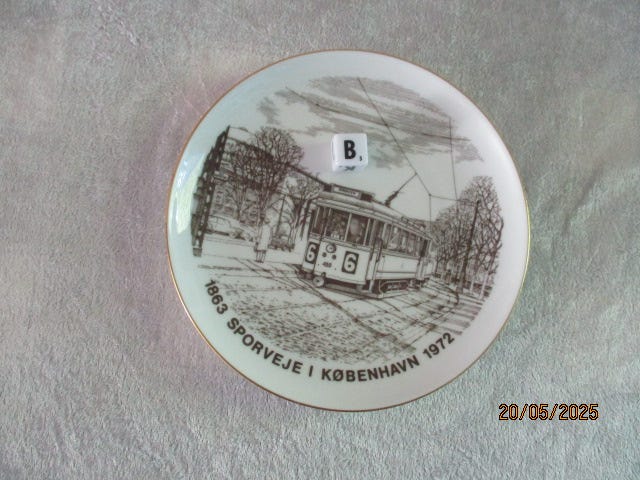 B
6 6
1863 SPORVEJE I KØBENHAVN 1972
20/05/2025